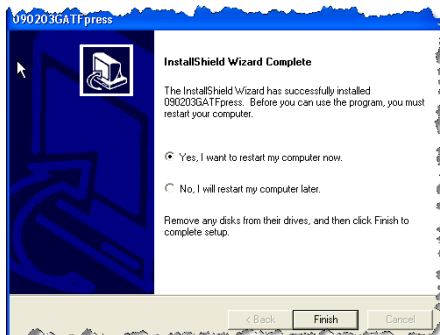 090203GATFpress
InstallShield Wizard Complete
The InstallShield Wizard has successfully installed
090203GATFpress. Before you can use the program, you must
restart your computer.
Yes, I want to restart my computer now.
No, I will restart my computer later.
Remove any disks from their drives, and then click Finish to
complete setup.
< Back Finish Cancel